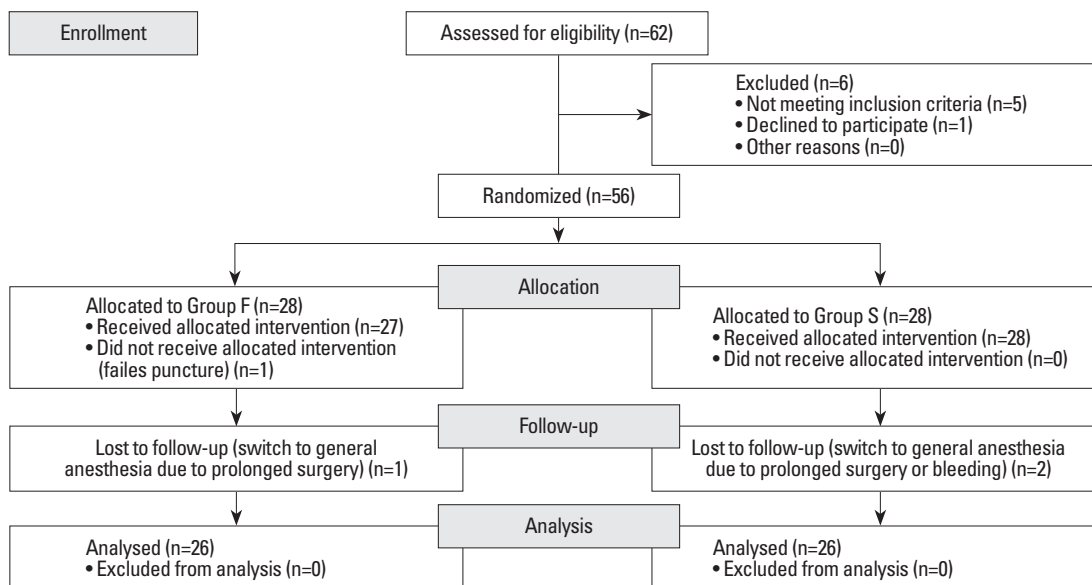 Enrollment
Assessed for eligibility (n=62)
Excluded (n=6)
• Not meeting inclusion criteria (n=5)
• Declined to participate (n=1)
• Other reasons (n=0)
Randomized (n=56)
Allocation
Allocated to Group F (n=28)
• Received allocated intervention (n=27)
• Did not receive allocated intervention
(failes puncture) (n=1)
Allocated to Group S (n=28)
• Received allocated intervention (n=28)
• Did not receive allocated intervention (n=0)
Follow-up
Lost to follow-up (switch to general
anesthesia due to prolonged surgery) (n=1)
Lost to follow-up (switch to general anesthesia
due to prolonged surgery or bleeding) (n=2)
Analysis
Analysed (n=26)
• Excluded from analysis (n=0)
Analysed (n=26)
• Excluded from analysis (n=0)